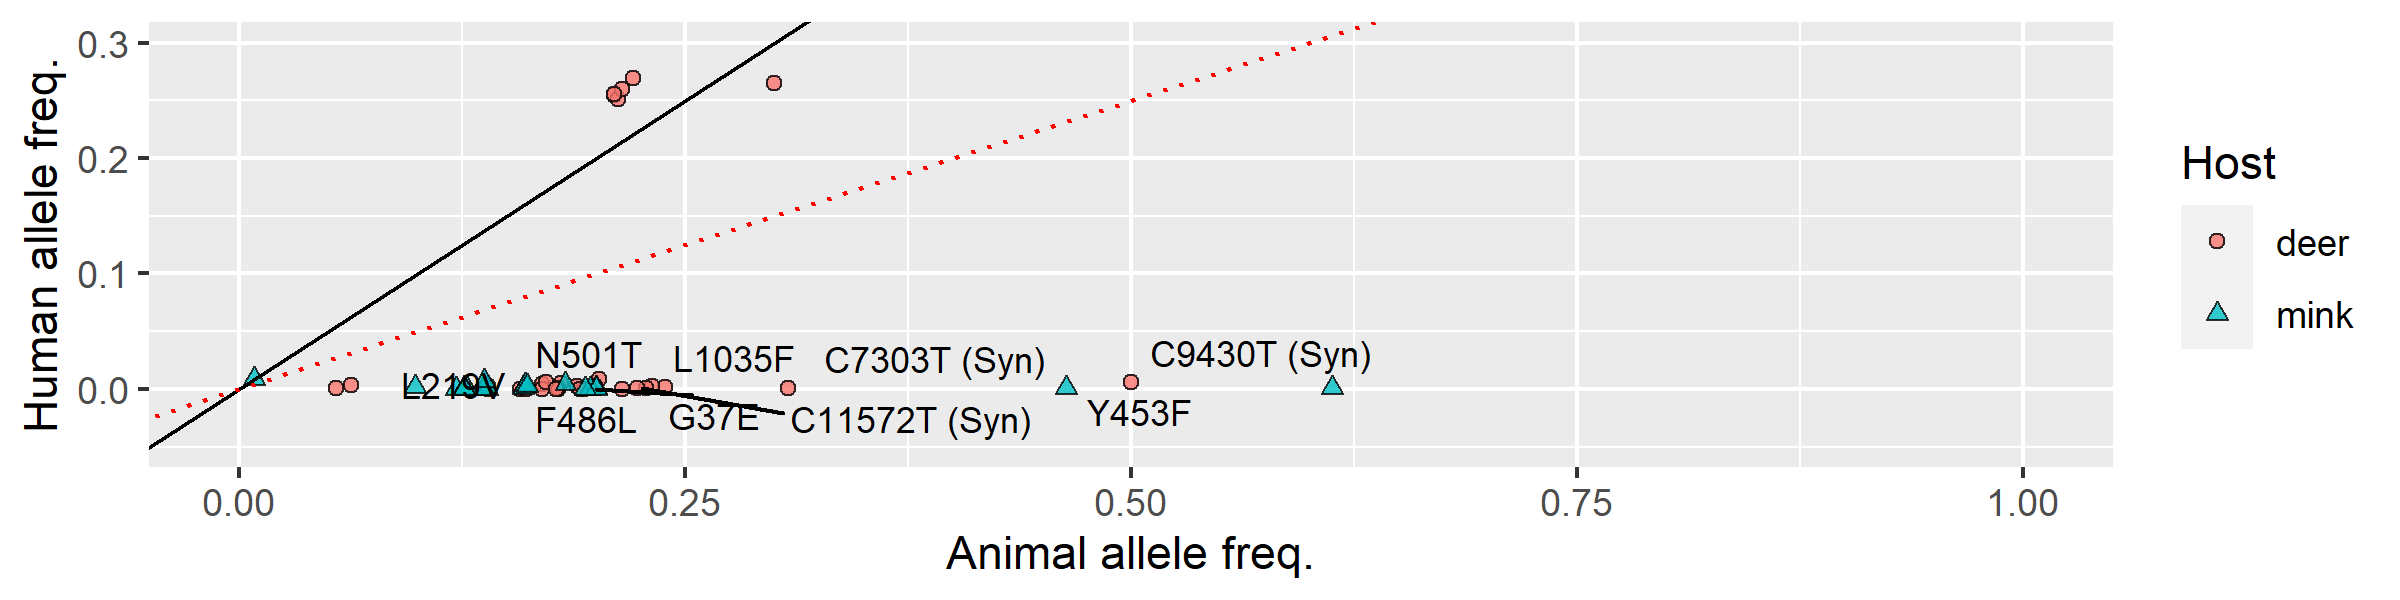 Human allele freq.
0.3
0.2
0.1
0.0
N501T
L1035F
C7303T (Syn)
C9430T (Syn)
L219V
F486L
G37E
C11572T (Syn)
Y453F
0.00
0.25
0.50
0.75
1.00
Animal allele freq.
Host
deer
mink